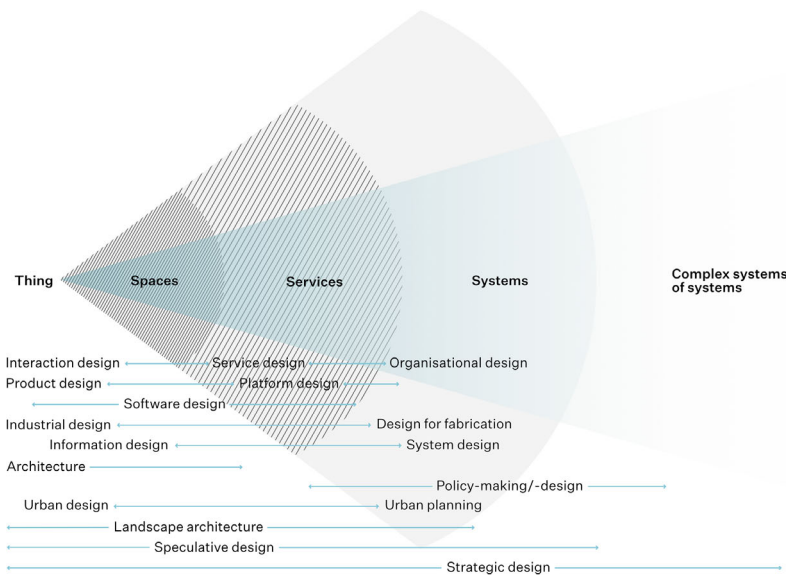 Thing Spaces Services Systems Complex systems
of systems
Interaction design Service design Organisational design
Product design Platform design
Software design
Industrial design Design for fabrication
Information design System design
Architecture
Policy-making/-design
Urban design Urban planning
Landscape architecture
Speculative design
Strategic design